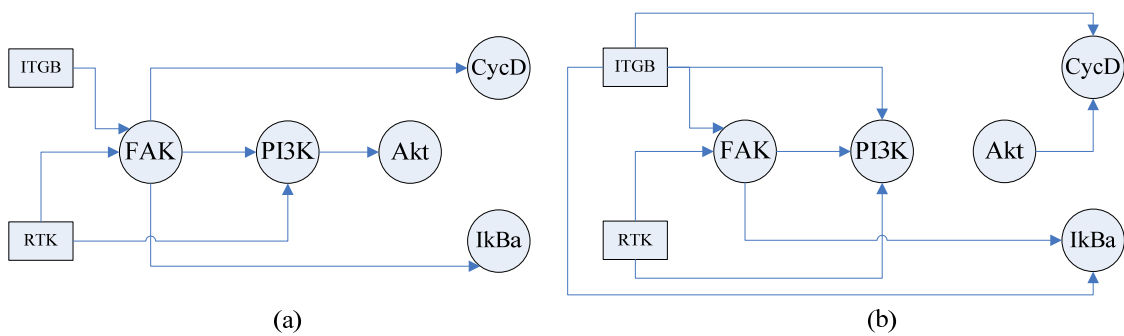 ITGB
CycD
FAK
PI3K
Akt
RTK
IkBa
(a)
ITGB
CycD
FAK
PI3K
Akt
RTK
IkBa
(b)